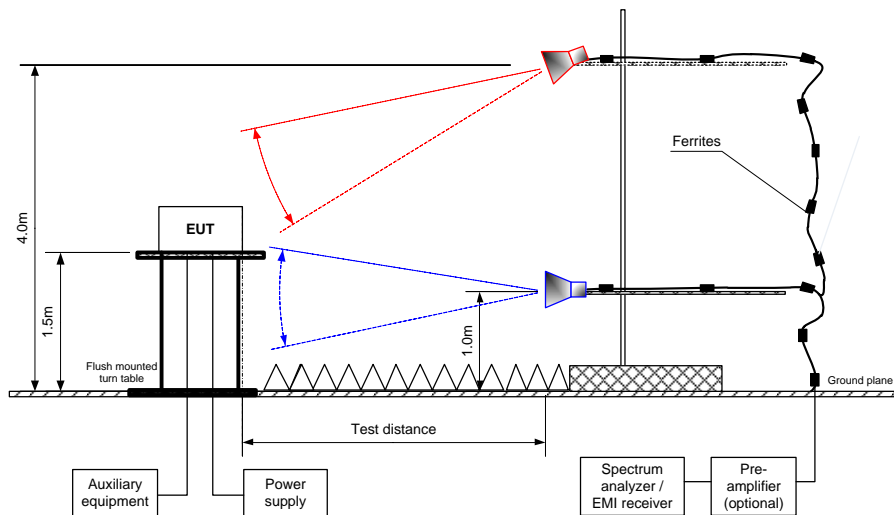 4.0m
Ferrites
EUT
1.5m
1.0m
Flush mounted
turn table
Ground plane
Test distance
Auxiliary
equipment
Power
supply
Spectrum
analyzer /
EMI receiver
Pre-
amplifier
(optional)